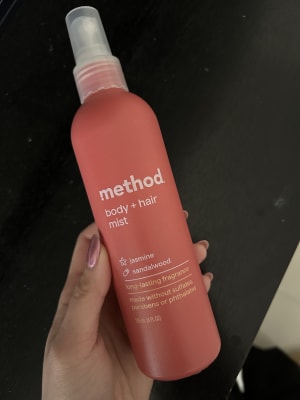 method.
body + hair
mist
jasmine
sandalwood
long-lasting fragrance
made without sulfates
parabens or phthalates